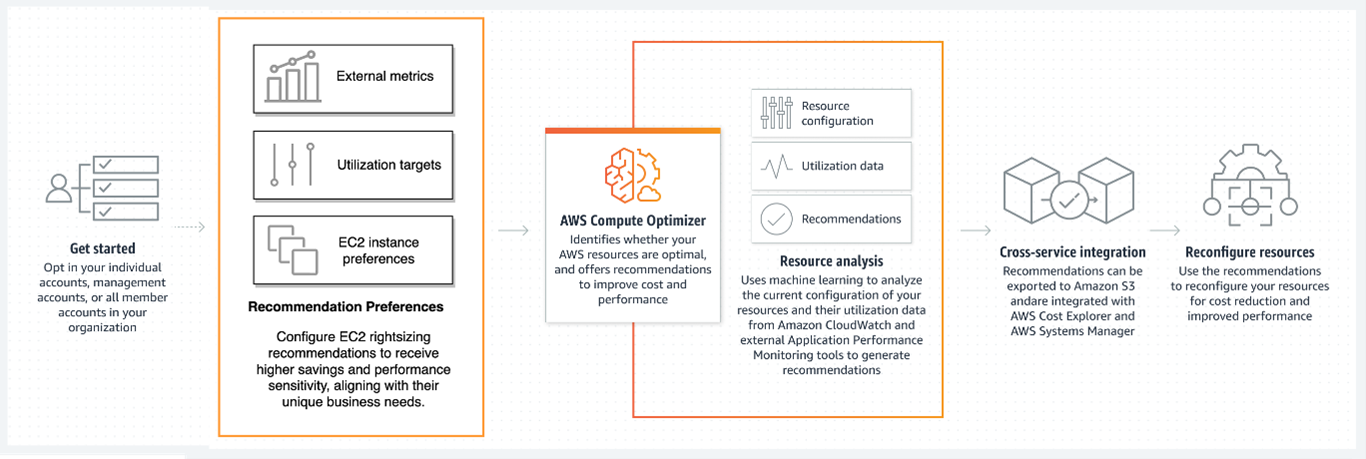 Get started
Opt in your individual
accounts, management
accounts, or all member
accounts in your
organization
External metrics
Utilization targets
EC2 instance
preferences
Recommendation Preferences
Configure EC2 rightsizing
recommendations to receive
higher savings and performance
sensitivity, aligning with their
unique business needs.
AWS Compute Optimizer
Identifies whether your
AWS resources are optimal,
and offers recommendations
to improve cost and
performance
Resource
configuration
Utilization data
Recommendations
Resource analysis
Uses machine learning to analyze
the current configuration of your
resources and their utilization data
from Amazon CloudWatch and
external Application Performance
Monitoring tools to generate
recommendations
Cross-service integration
Recommendations can be
exported to Amazon S3
andare integrated with
AWS Cost Explorer and
AWS Systems Manager
Reconfigure resources
Use the recommendations
to reconfigure your resources
for cost reduction and
improved performance